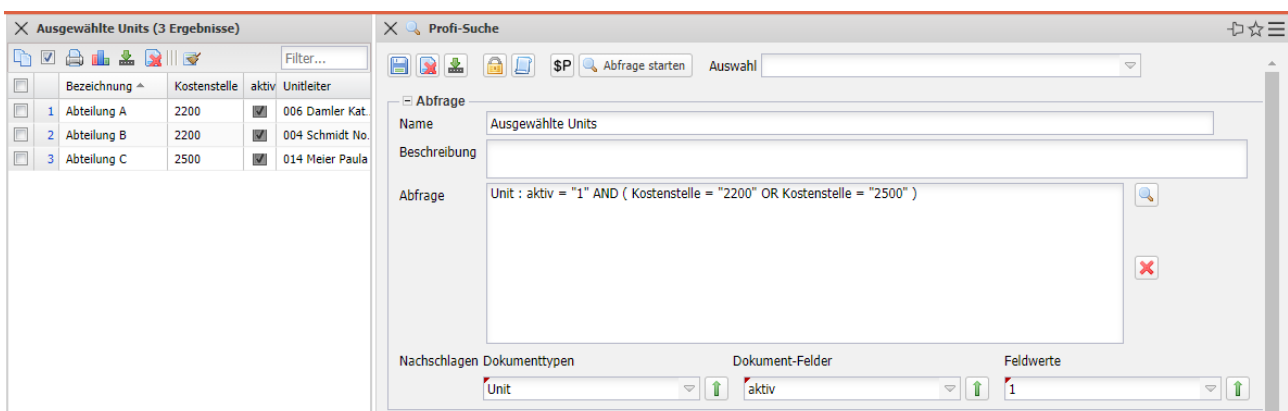 Ausgewählte Units (3 Ergebnisse)
Filter...
Bezeichnung Kostenstelle aktiv Unitleiter
1 Abteilung A 2200 006 Damler Kat.
2 Abteilung B 2200 004 Schmidt No.
3 Abteilung C 2500 014 Meier Paula
Profi-Suche
$P Abfrage starten Auswahl
Abfrage
Name Ausgewählte Units
Beschreibung
Abfrage Unit : aktiv = "1" AND ( Kostenstelle = "2200" OR Kostenstelle = "2500" )
Nachschlagen Dokumenttypen Dokument-Felder Feldwerte
Unit aktiv 1